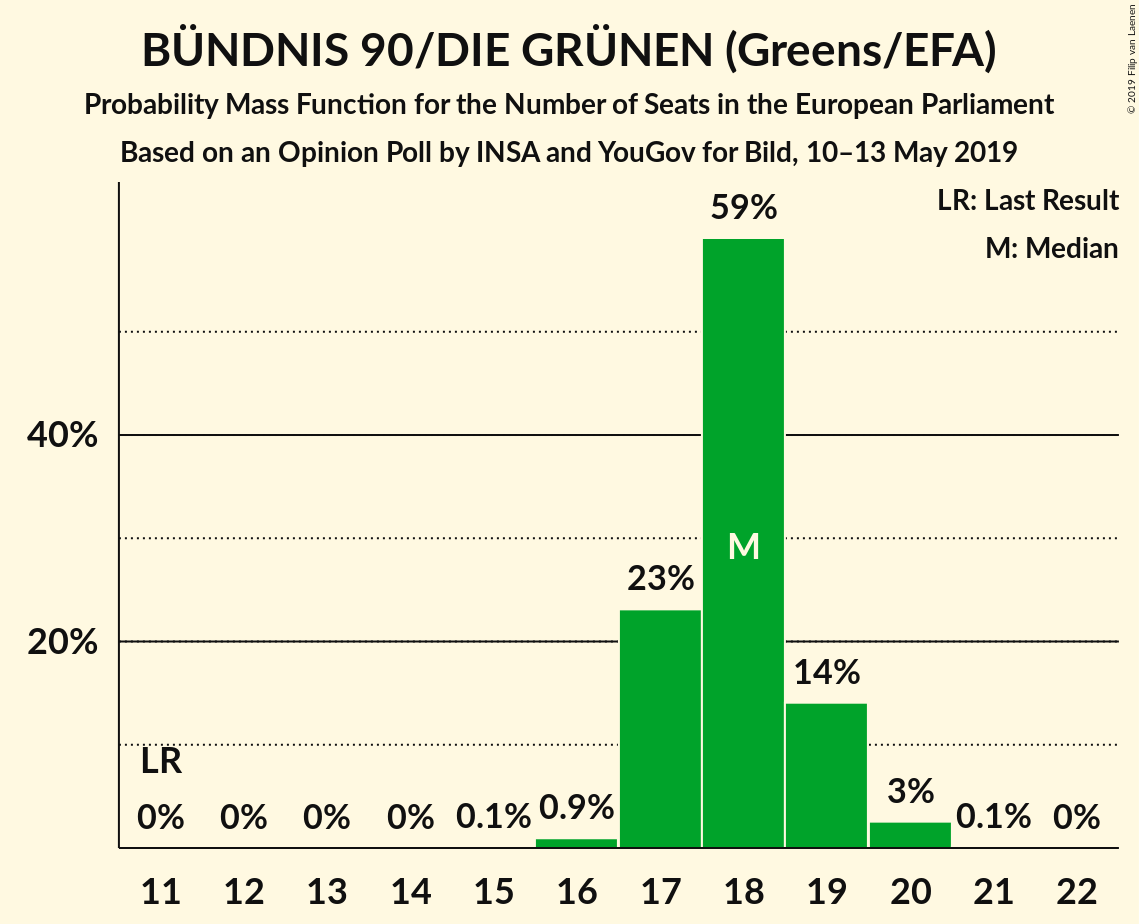 BÜNDNIS 90/DIE GRÜNEN (Greens/EFA)
Probability Mass Function for the Number of Seats in the European Parliament
Based on an Opinion Poll by INSA and YouGov for Bild, 10–13 May 2019
© 2019 Filip van Laenen
LR: Last Result
M: Median
59%
40%
M
23%
20%
14%
LR
0% 0% 0% 0% 0.1% 0.9% 3% 0.1% 0%
11 12 13 14 15 16 17 18 19 20 21 22